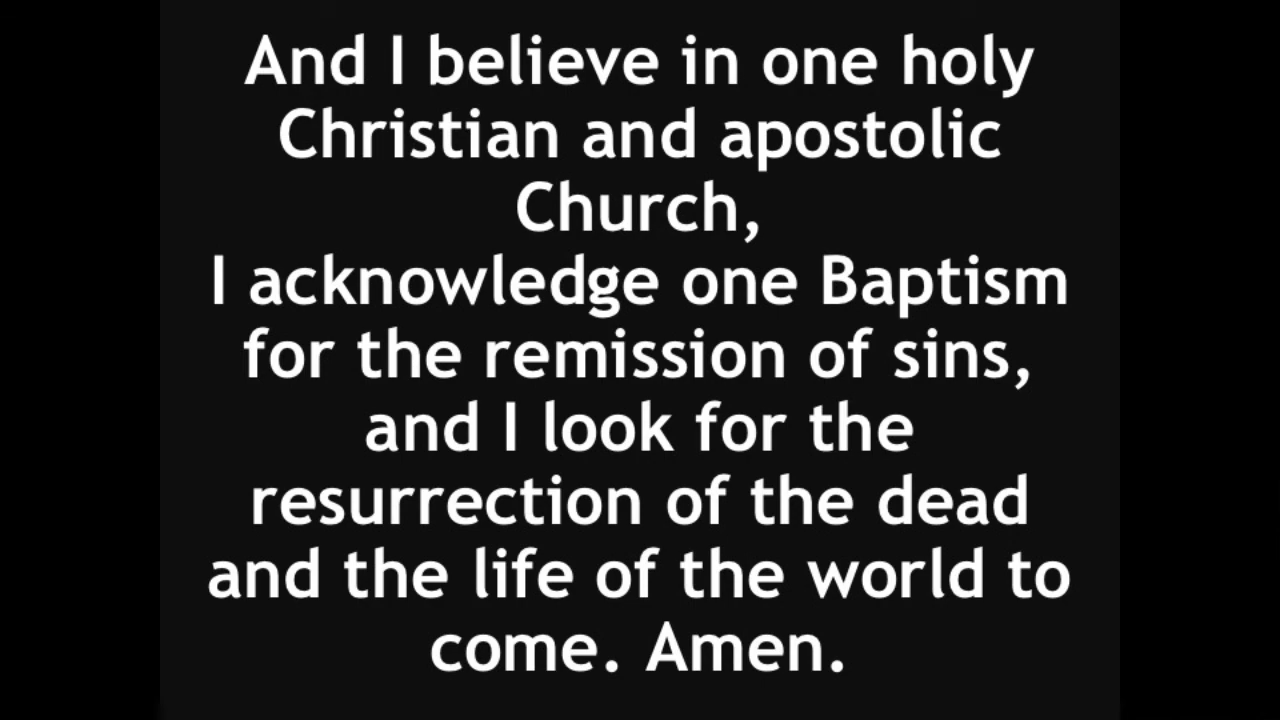 And I believe in one holy
Christian and apostolic
Church,
I acknowledge one Baptism
for the remission of sins,
and I look for the
resurrection of the dead
and the life of the world to
come. Amen.